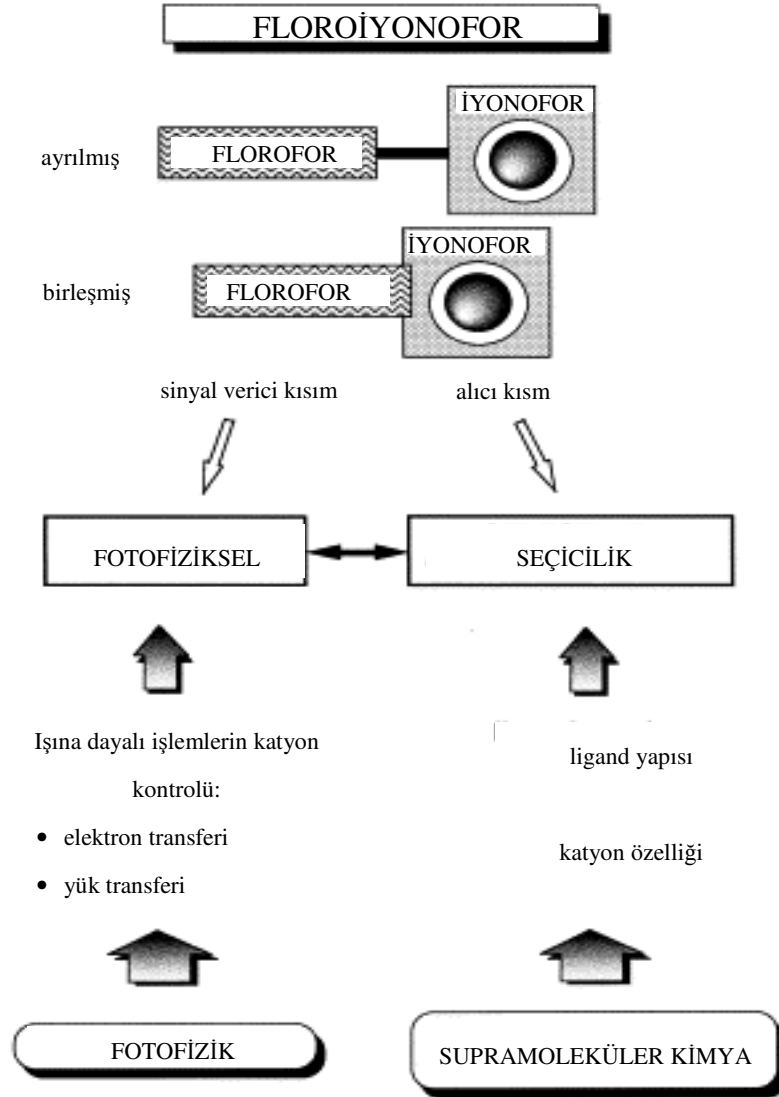 FLOROİYONOFOR
İYONOFOR
ayrılmış
FLOROFOR
İYONOFOR
birleşmiş
FLOROFOR
sinyal verici kısım
alıcı kısm
FOTOFİZİKSEL
SEÇİCİLİK
Işına dayalı işlemlerin katyon
kontrolü:
• elektron transferi
• yük transferi
ligand yapısı
katyon özelliği
FOTOFİZİK
SUPRAMOLEKÜLER KİMYA